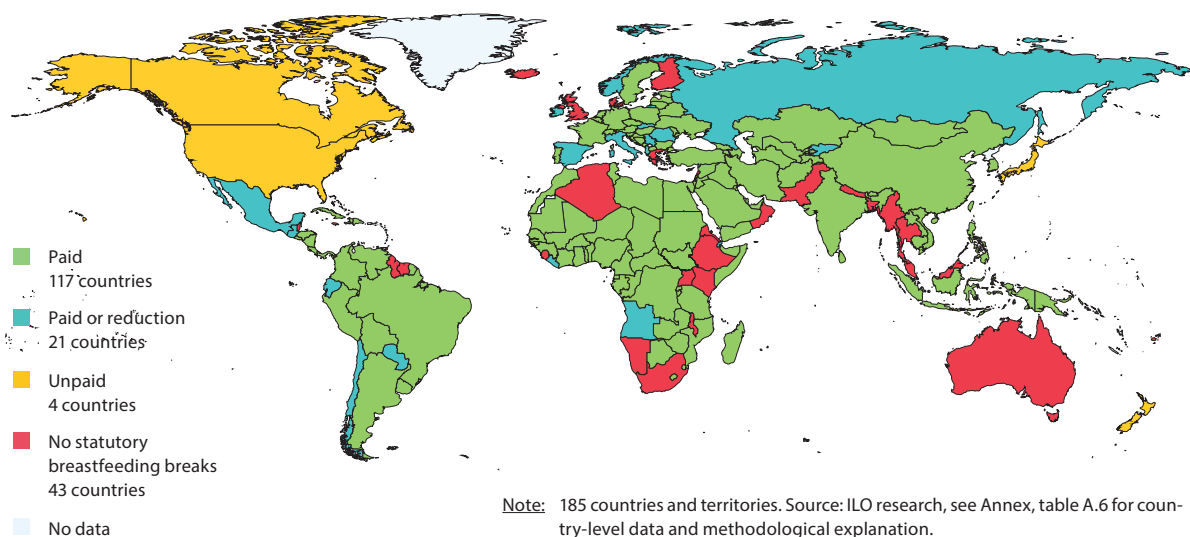 Paid
117 countries
Paid or reduction
21 countries
Unpaid
4 countries
No statutory
breastfeeding breaks
43 countries
No data
Note: 185 countries and territories. Source: ILO research, see Annex, table A.6 for coun-
try-level data and methodological explanation.